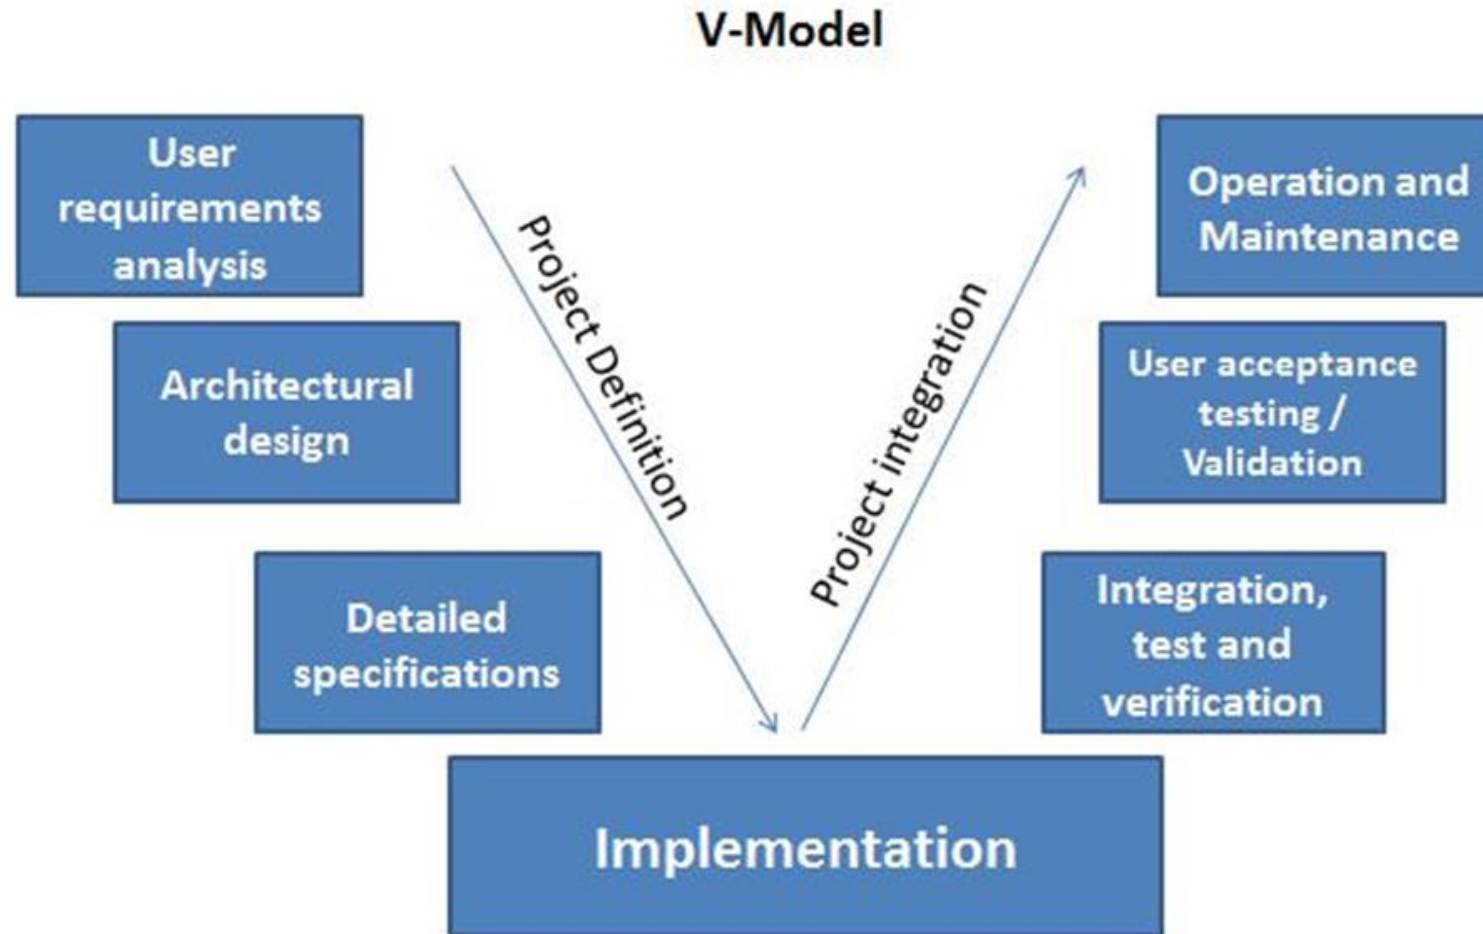 V-Model
User
requirements
analysis
Architectural
design
Detailed
specifications
Project Definition
Implementation
Project integration
Operation and
Maintenance
User acceptance
testing /
Validation
Integration,
test and
verification